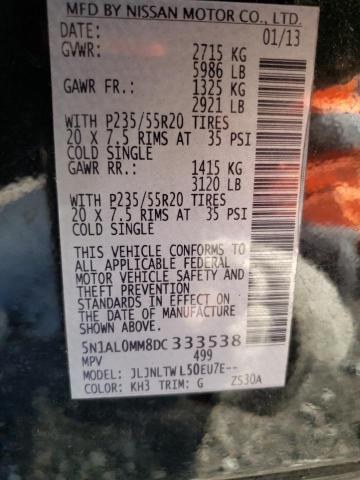 MFD BY NISSAN MOTOR CO., LTD.
DATE: 01/13
GVWR: 2715 KG
5986 LB
GAWR FR.: 1325 KG
2921 LB
WITH P235/55R20 TIRES
20 X 7.5 RIMS AT 35 PSI
COLD SINGLE
GAWR RR.: 1415 KG
3120 LB
WITH P235/55R20 TIRES
20 X 7.5 RIMS AT 35 PSI
COLD SINGLE
THIS VEHICLE CONFORMS TO
ALL APPLICABLE FEDERAL
MOTOR VEHICLE SAFETY AND
THEFT PREVENTION
STANDARDS IN EFFECT ON
THE DATE OF MANUFACTURE
SHOWN ABOVE.
5N1AL0MM8DC333538
MPV 499
MODEL: JLJNLTWL50EU7E--
COLOR: KH3 TRIM: G ZS30A